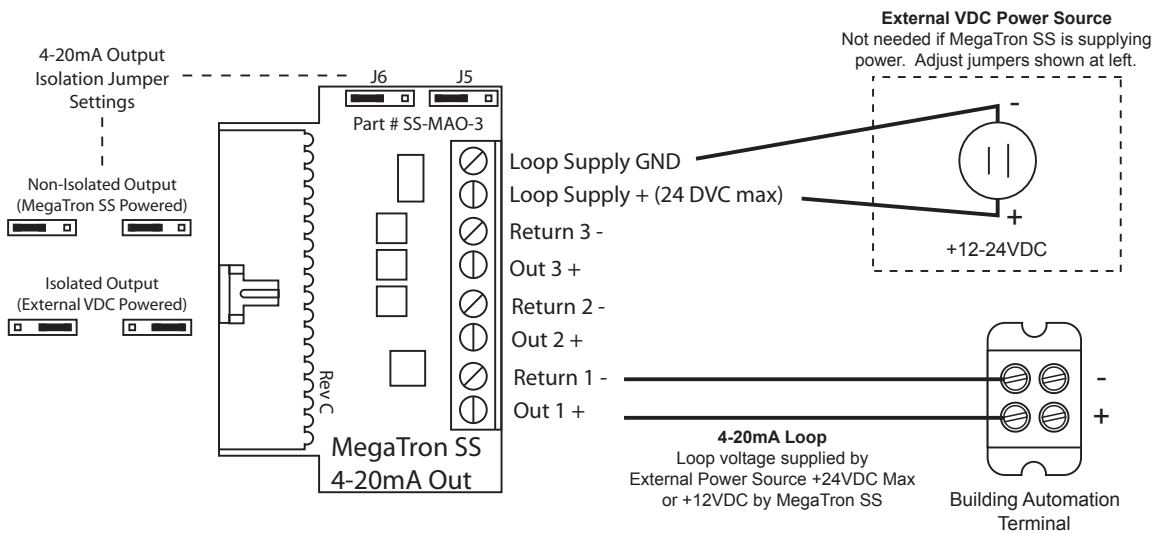 External VDC Power Source
Not needed if MegaTron SS is supplying
power. Adjust jumpers shown at left.
4-20mA Output
Isolation Jumper
Settings
J6
J5
Part # SS-MAO-3
Non-Isolated Output
(MegaTron SS Powered)
Isolated Output
(External VDC Powered)
Loop Supply GND
Loop Supply + (24 DVC max)
Return 3 -
Out 3 +
Return 2 -
Out 2 +
Return 1 -
Out 1 +
-
+
+12-24VDC
Rev C
MegaTron SS
4-20mA Out
4-20mA Loop
Loop voltage supplied by
External Power Source +24VDC Max
or +12VDC by MegaTron SS
-
+
Building Automation
Terminal